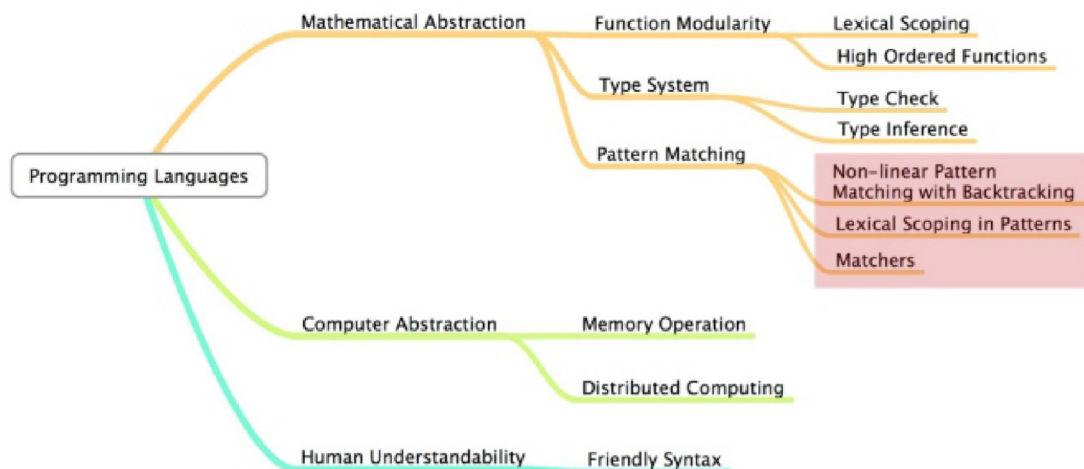 Mathematical Abstraction
Function Modularity
Lexical Scoping
High Ordered Functions
Type System
Type Check
Type Inference
Pattern Matching
Non-linear Pattern
Matching with Backtracking
Lexical Scoping in Patterns
Matchers
Programming Languages
Computer Abstraction
Memory Operation
Distributed Computing
Human Understandability
Friendly Syntax